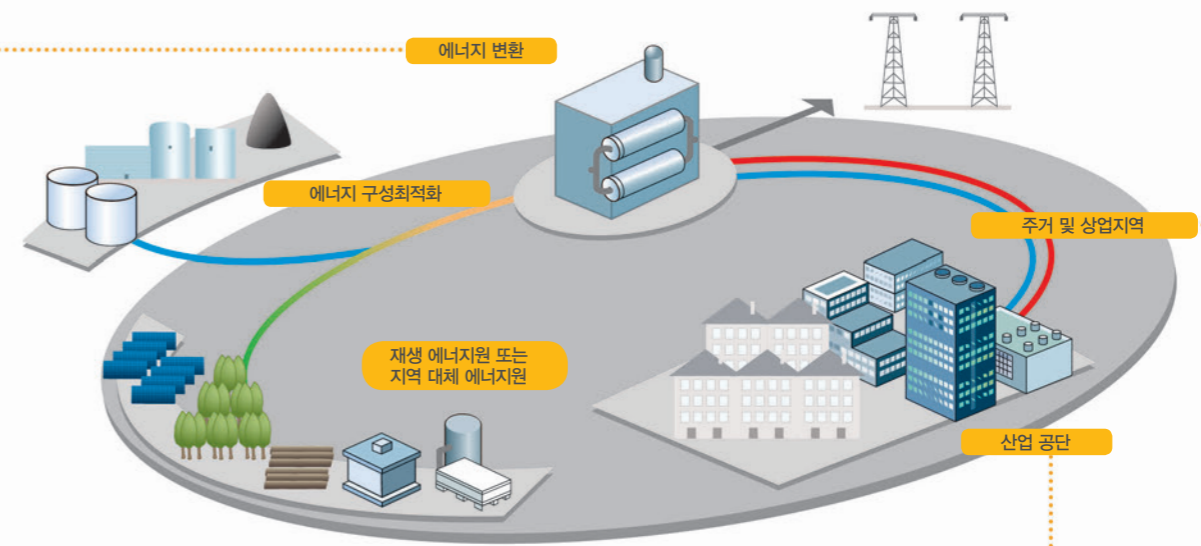 에너지 변환
에너지 구성최적화
주거 및 상업지역
재생 에너지원 또는
지역 대체 에너지원
산업 공단